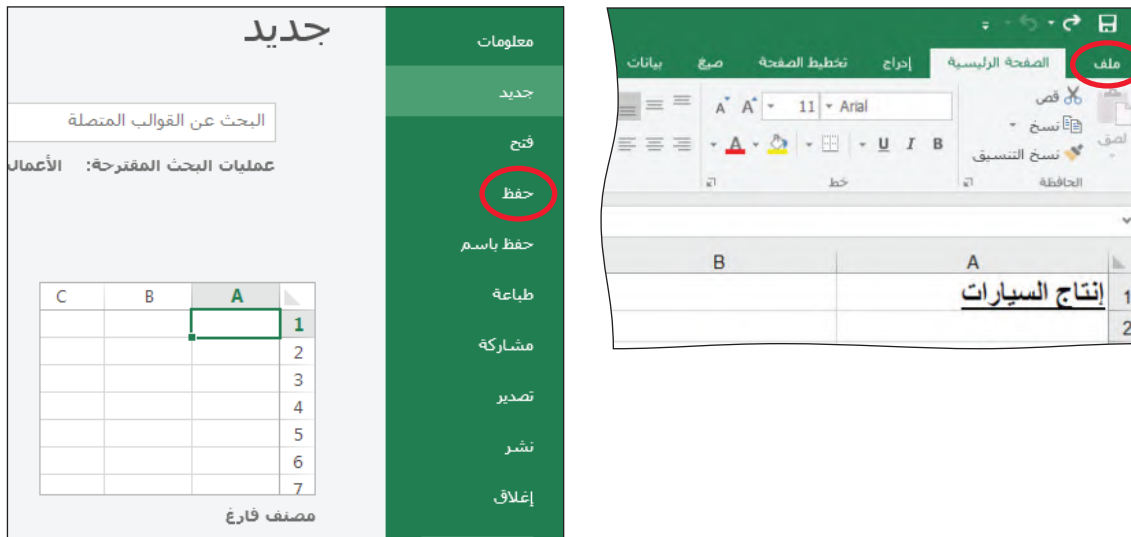 ملف الصفحة الرئيسية إدراج تخطيط الصفحة صيغ بيانات
قص
نسخ
نسخ التنسيق
لصق
الحافظة
Arial 11 A A
B I U A
خط
A B
1 إنتاج السيارات
2
معلومات
جديد
فتح
حفظ
حفظ باسم
طباعة
مشاركة
تصدير
نشر
إغلاق
جديد
البحث عن القوالب المتصلة
عمليات البحث المقترحة:
A B C
1
2
3
4
5
6
7
مصنف فارغ